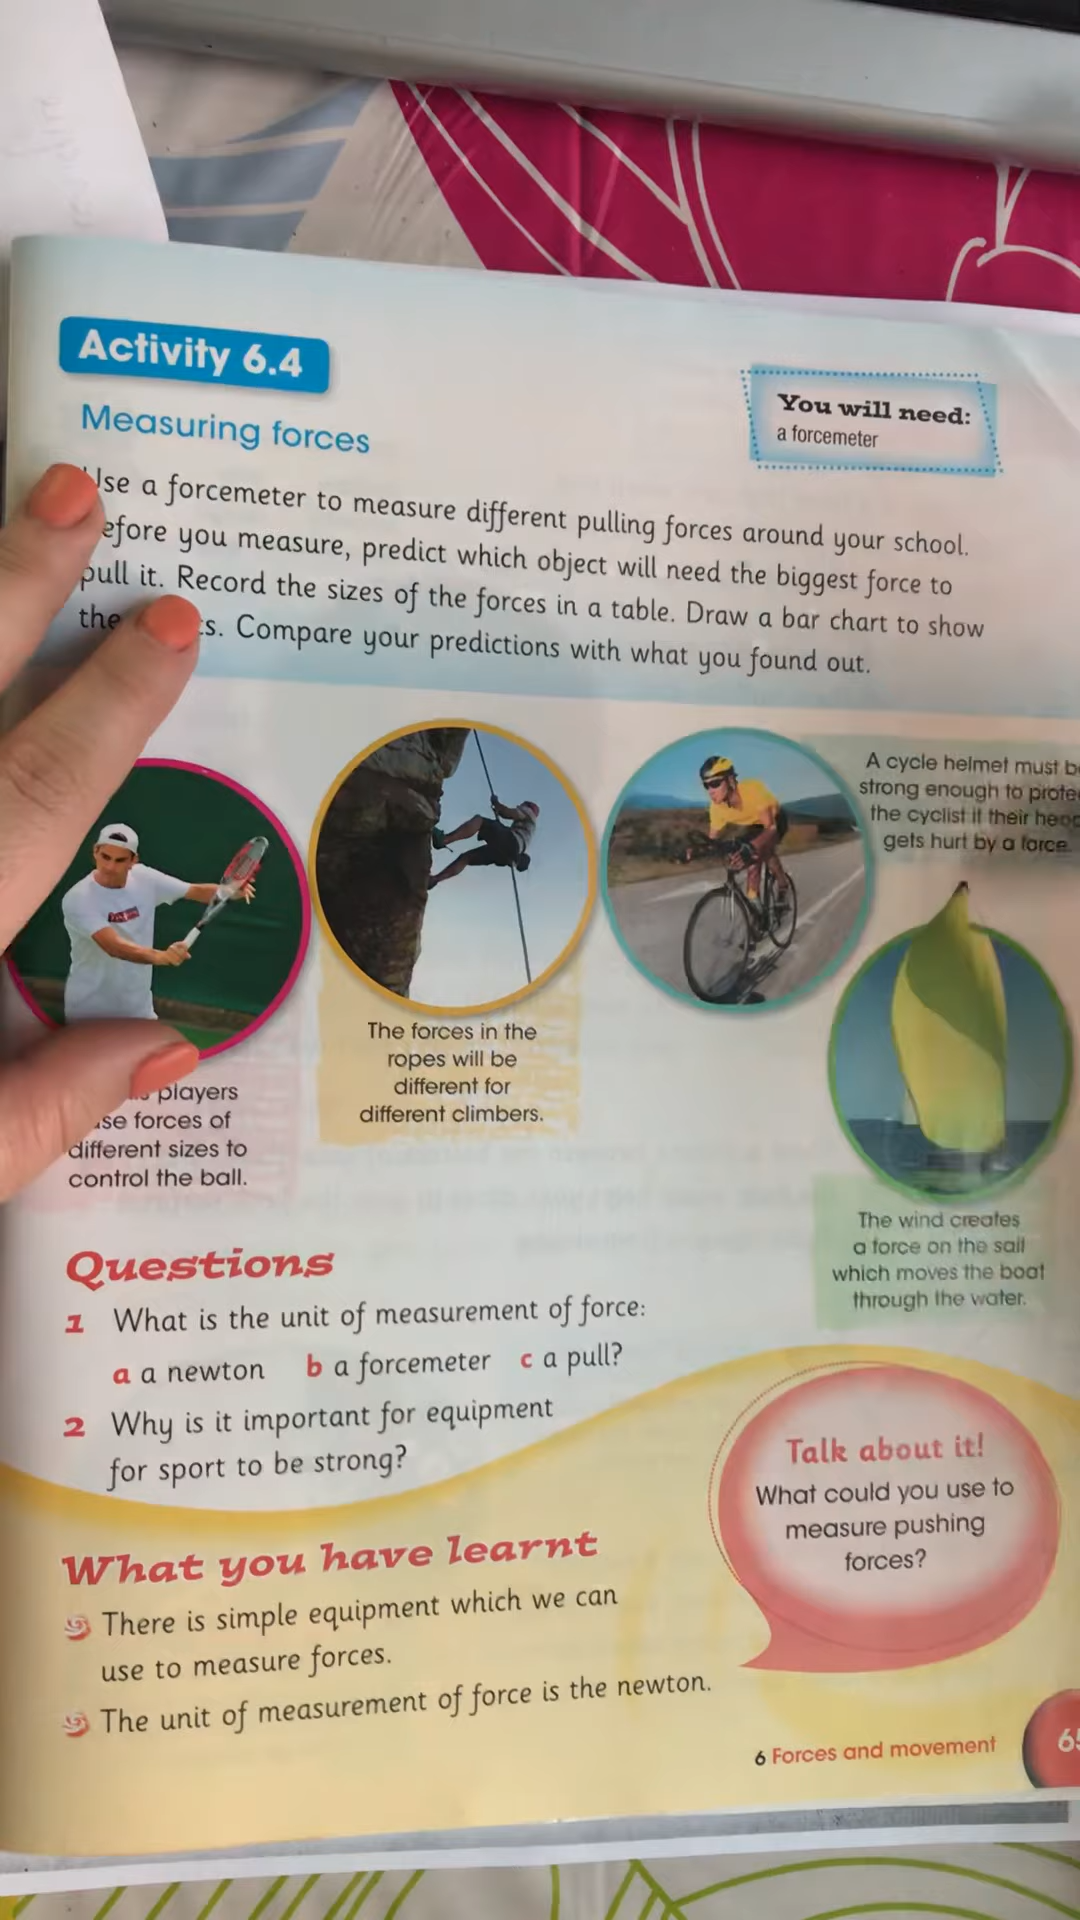 Activity 6.4
Measuring forces
You will need:
a forcemeter
Use a forcemeter to measure different pulling forces around your school.
efore you measure, predict which object will need the biggest force to
pull it. Record the sizes of the forces in a table. Draw a bar chart to show
the ts. Compare your predictions with what you found out.
A cycle helmet must b
strong enough to prote
the cyclist if their head
gets hurt by a force.
The forces in the
ropes will be
different for
different climbers.
players
se forces of
different sizes to
control the ball.
The wind creates
a force on the sail
which moves the boat
through the water.
Questions
1 What is the unit of measurement of force:
a a newton b a forcemeter c a pull?
2 Why is it important for equipment
for sport to be strong?
Talk about it!
What could you use to
measure pushing
forces?
What you have learnt
There is simple equipment which we can
use to measure forces.
The unit of measurement of force is the newton.
6 Forces and movement
65